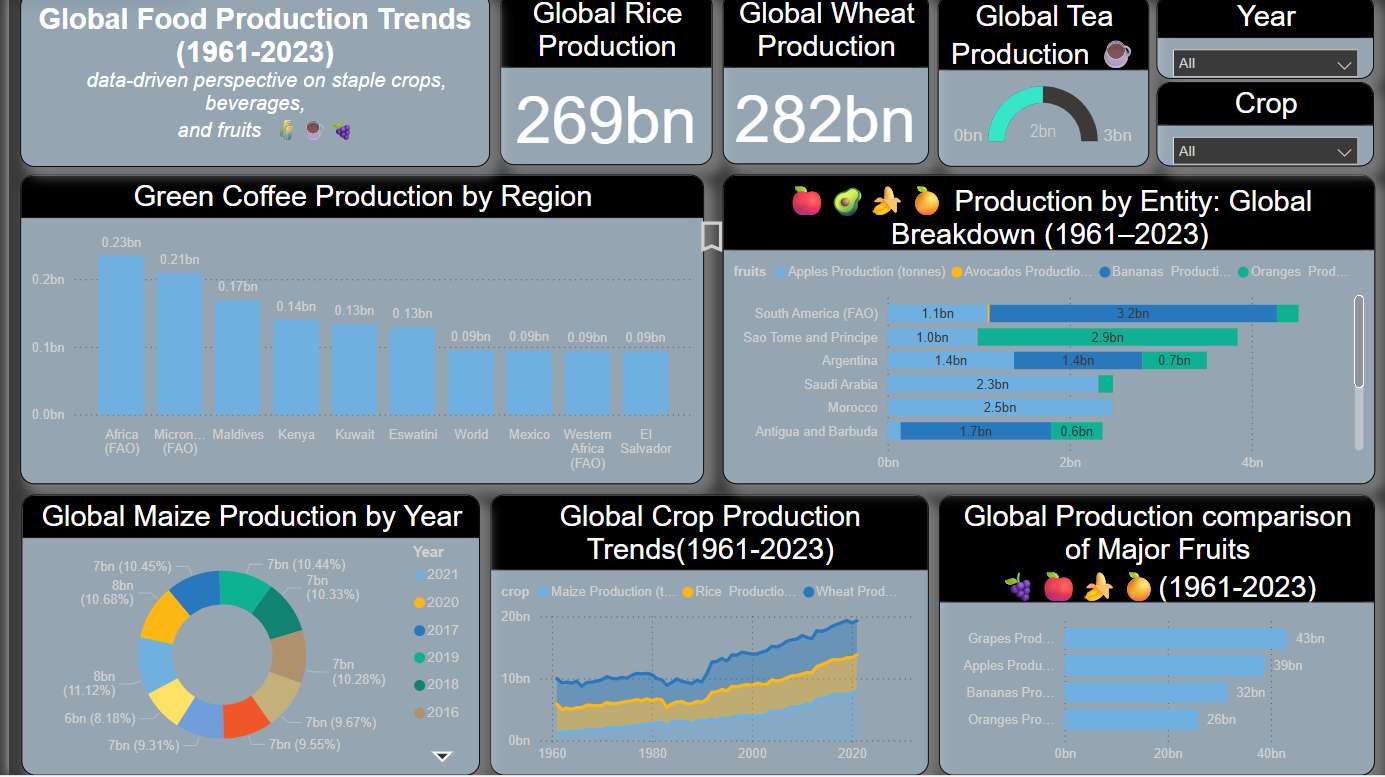 Global Food Production Trends
(1961-2023)
data-driven perspective on staple crops,
beverages,
and fruits
Global Rice
Production
269bn
Global Wheat
Production
282bn
Global Tea
Production
0bn
2bn
3bn
Year
All
Crop
All
Green Coffee Production by Region
0.23bn
0.21bn
0.17bn
0.14bn
0.13bn
0.13bn
0.09bn
0.09bn
0.09bn
0.09bn
0.2bn
0.1bn
0.0bn
Africa
(FAO)
Micron...
(FAO)
Maldives
Kenya
Kuwait
Eswatini
World
Mexico
Western
Africa
(FAO)
El
Salvador
Production by Entity: Global
Breakdown (1961–2023)
fruits Apples Production (tonnes) Avocados Productio... Bananas Producti... Oranges Prod...
South America (FAO) 1.1bn 3.2bn
Sao Tome and Principe 1.0bn 2.9bn
Argentina 1.4bn 1.4bn 0.7bn
Saudi Arabia 2.3bn
Morocco 2.5bn
Antigua and Barbuda 1.7bn 0.6bn
0bn 2bn 4bn
Global Maize Production by Year
7bn (10.45%)
7bn (10.44%)
8bn
(10.68%)
7bn
(10.33%)
8bn
(11.12%)
7bn
(10.28%)
6bn (8.18%)
7bn (9.67%)
7bn (9.31%)
7bn (9.55%)
Year
2021
2020
2017
2019
2018
2016
Global Crop Production
Trends(1961-2023)
crop Maize Production (t... Rice Productio... Wheat Prod...
20bn
10bn
0bn
1960 1980 2000 2020
Global Production comparison
of Major Fruits
(1961-2023)
Grapes Prod... 43bn
Apples Produ... 39bn
Bananas Pro... 32bn
Oranges Pro... 26bn
0bn 20bn 40bn